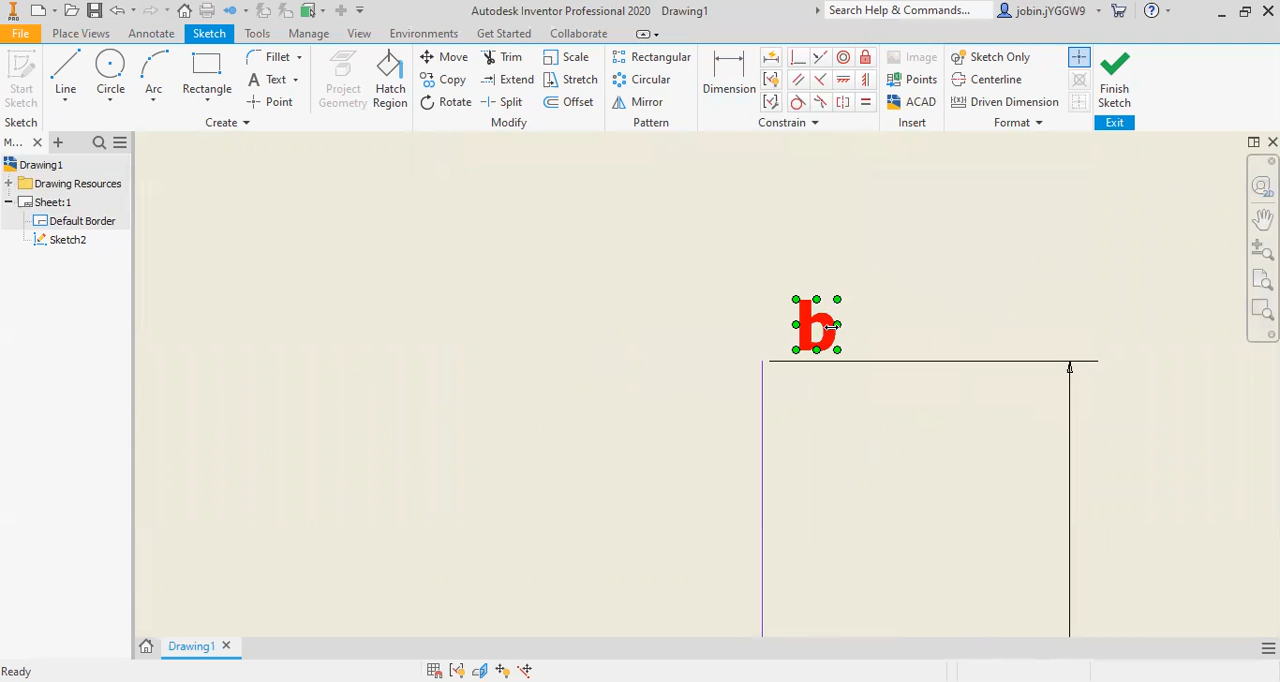 Autodesk Inventor Professional 2020 Drawing1
Search Help & Commands...
jobin.jYGGW9
PRO
File Sketch Place Views Annotate Tools Manage View Environments Get Started Collaborate
Start Sketch
Line
Circle
Arc
Rectangle
Fillet
Text
Point
Project Geometry
Hatch Region
Move
Copy
Rotate
Trim
Extend
Split
Scale
Stretch
Offset
Rectangular
Circular
Mirror
Dimension
Image
Points
ACAD
Sketch Only
Centerline
Driven Dimension
Finish Sketch
Sketch Create Modify Pattern Constrain Insert Format Exit
M...
Drawing1
Drawing Resources
Sheet:1
Default Border
Sketch2
2D
b
Drawing1
Ready